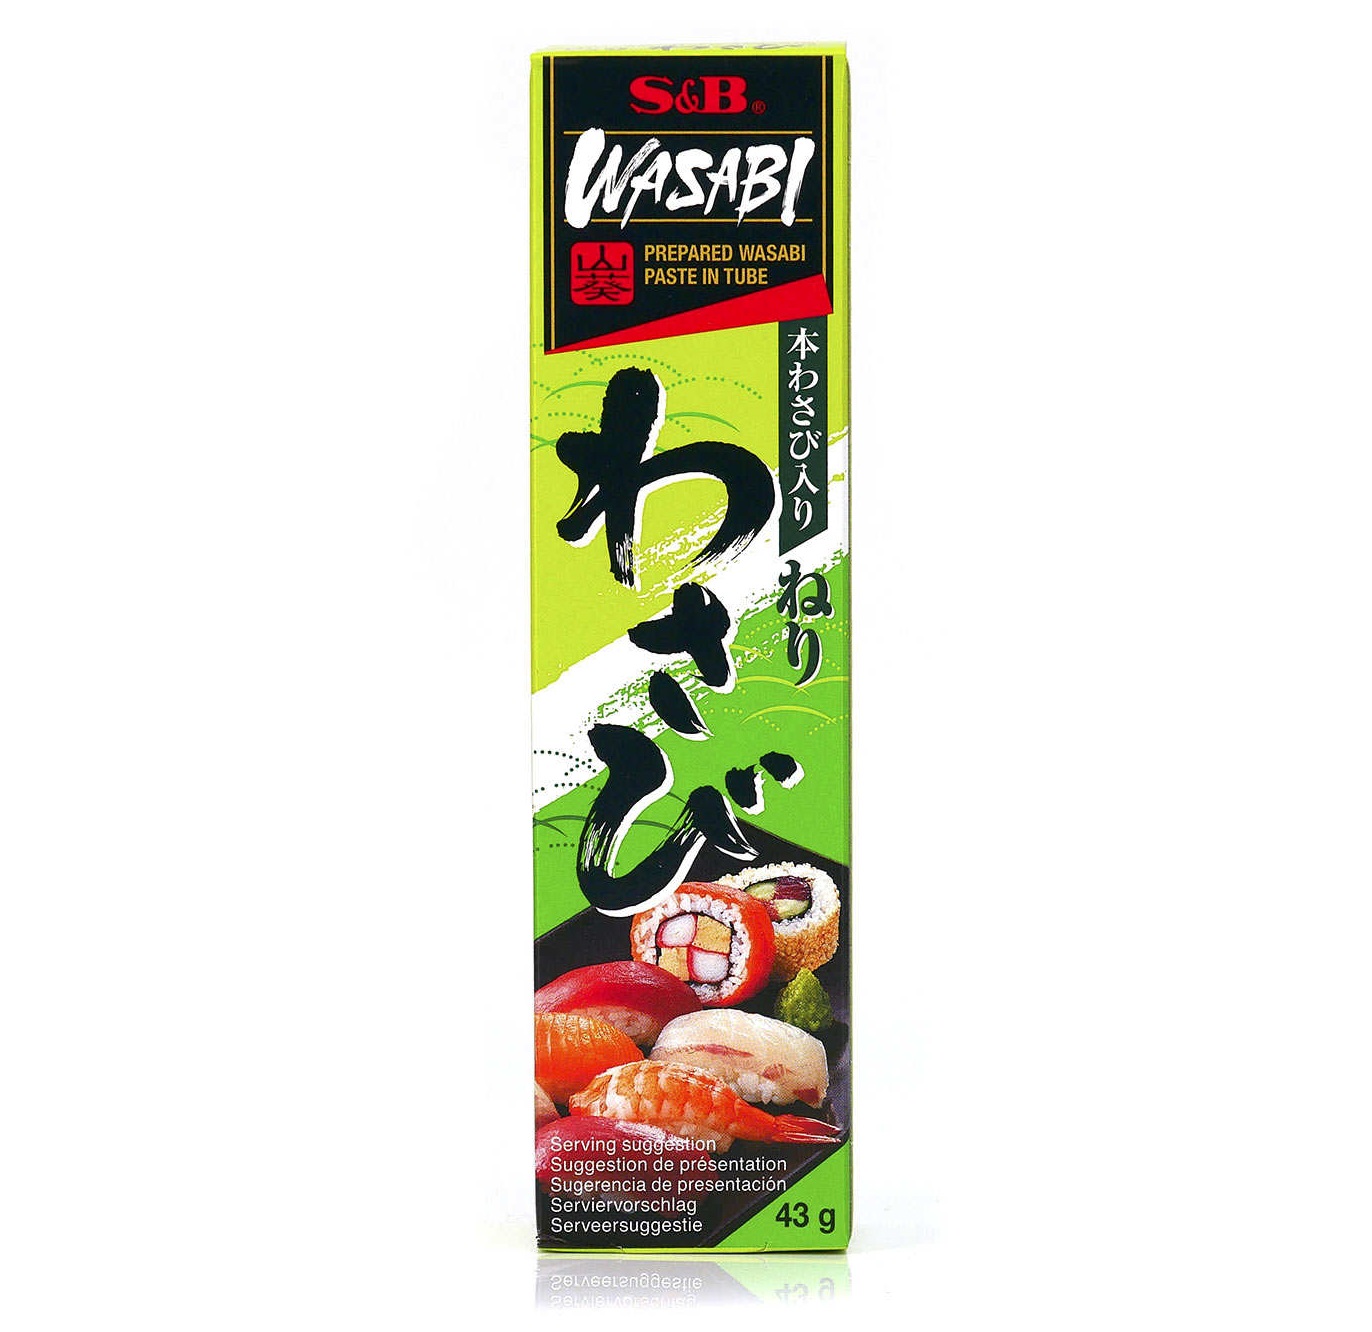 S&B®
WASABI
山葵
PREPARED WASABI
PASTE IN TUBE
本わさび入り
ねり
わさび
Serving suggestion
Suggestion de présentation
Sugerencia de presentación
Serviervorschlag
Serveersuggestie
43 g